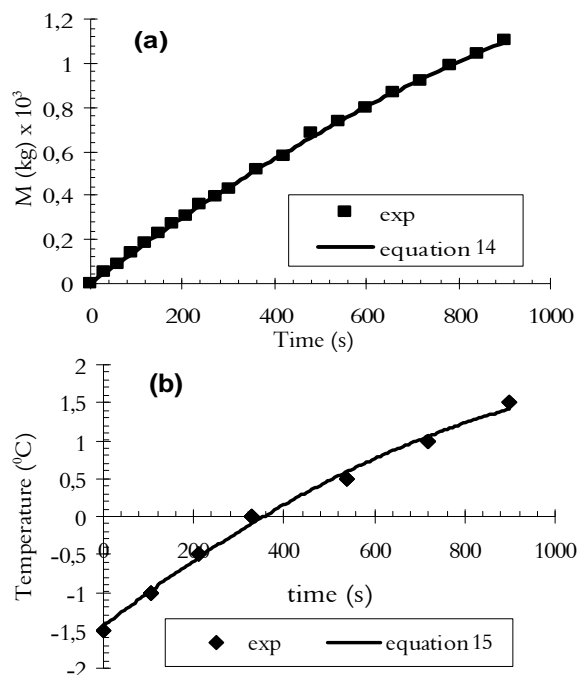 (a)
M (kg) x 10³
1,2
1
0,8
0,6
0,4
0,2
0
exp
equation 14
0 200 400 600 800 1000
Time (s)
(b)
Temperature (⁰C)
2
1.5
1
0.5
0
-0,5
-1
-1.5
-2
0 200 400 600 800 1000
time (s)
exp equation 15